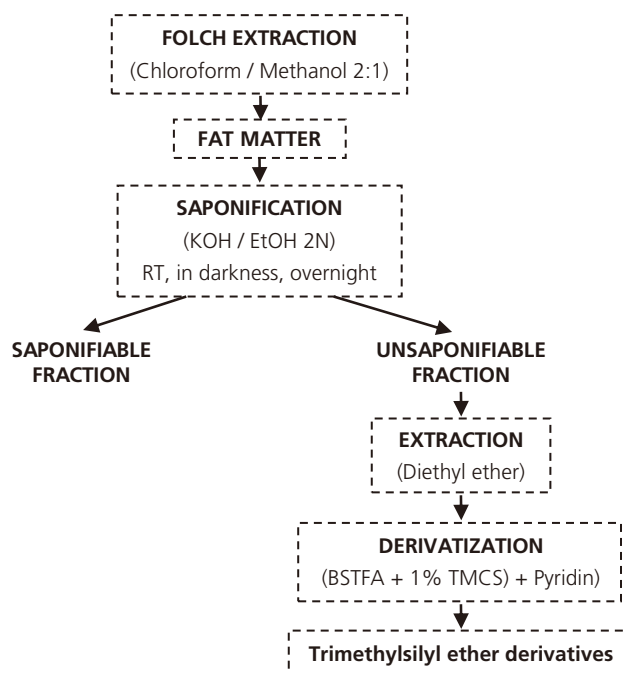 FOLCH EXTRACTION
(Chloroform / Methanol 2:1)
FAT MATTER
SAPONIFICATION
(KOH / EtOH 2N)
RT, in darkness, overnight
SAPONIFIABLE
FRACTION
UNSAPONIFIABLE
FRACTION
EXTRACTION
(Diethyl ether)
DERIVATIZATION
(BSTFA + 1% TMCS) + Pyridin)
Trimethylsilyl ether derivatives